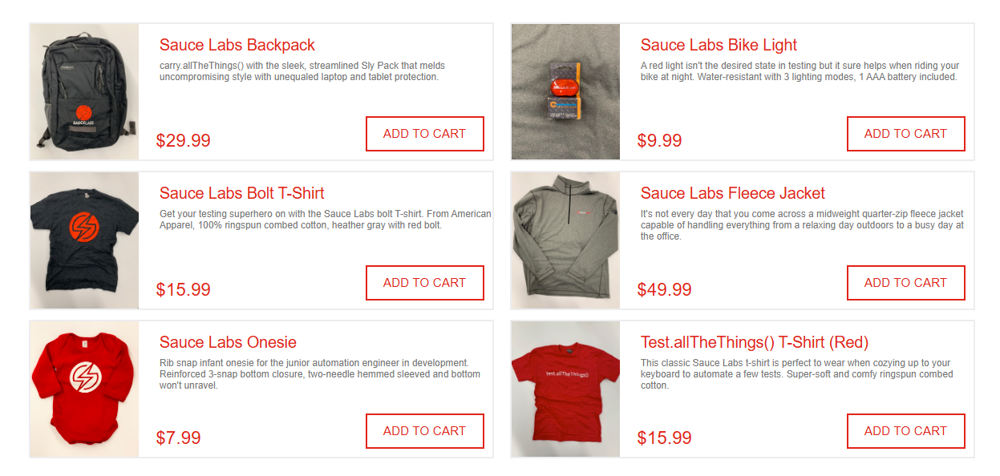 Sauce Labs Backpack
carry.allTheThings() with the sleek, streamlined Sly Pack that melds
uncompromising style with unequaled laptop and tablet protection.
SAUCELABS
$29.99
ADD TO CART
Sauce Labs Bike Light
A red light isn't the desired state in testing but it sure helps when riding your
bike at night. Water-resistant with 3 lighting modes, 1 AAA battery included.
$9.99
ADD TO CART
Sauce Labs Bolt T-Shirt
Get your testing superhero on with the Sauce Labs bolt T-shirt. From American
Apparel, 100% ringspun combed cotton, heather gray with red bolt.
$15.99
ADD TO CART
Sauce Labs Fleece Jacket
It's not every day that you come across a midweight quarter-zip fleece jacket
capable of handling everything from a relaxing day outdoors to a busy day at
the office.
$49.99
ADD TO CART
Sauce Labs Onesie
Rib snap infant onesie for the junior automation engineer in development.
Reinforced 3-snap bottom closure, two-needle hemmed sleeved and bottom
won't unravel.
$7.99
ADD TO CART
Test.allTheThings() T-Shirt (Red)
This classic Sauce Labs t-shirt is perfect to wear when cozying up to your
keyboard to automate a few tests. Super-soft and comfy ringspun combed
cotton.
test.allTheThings()
$15.99
ADD TO CART